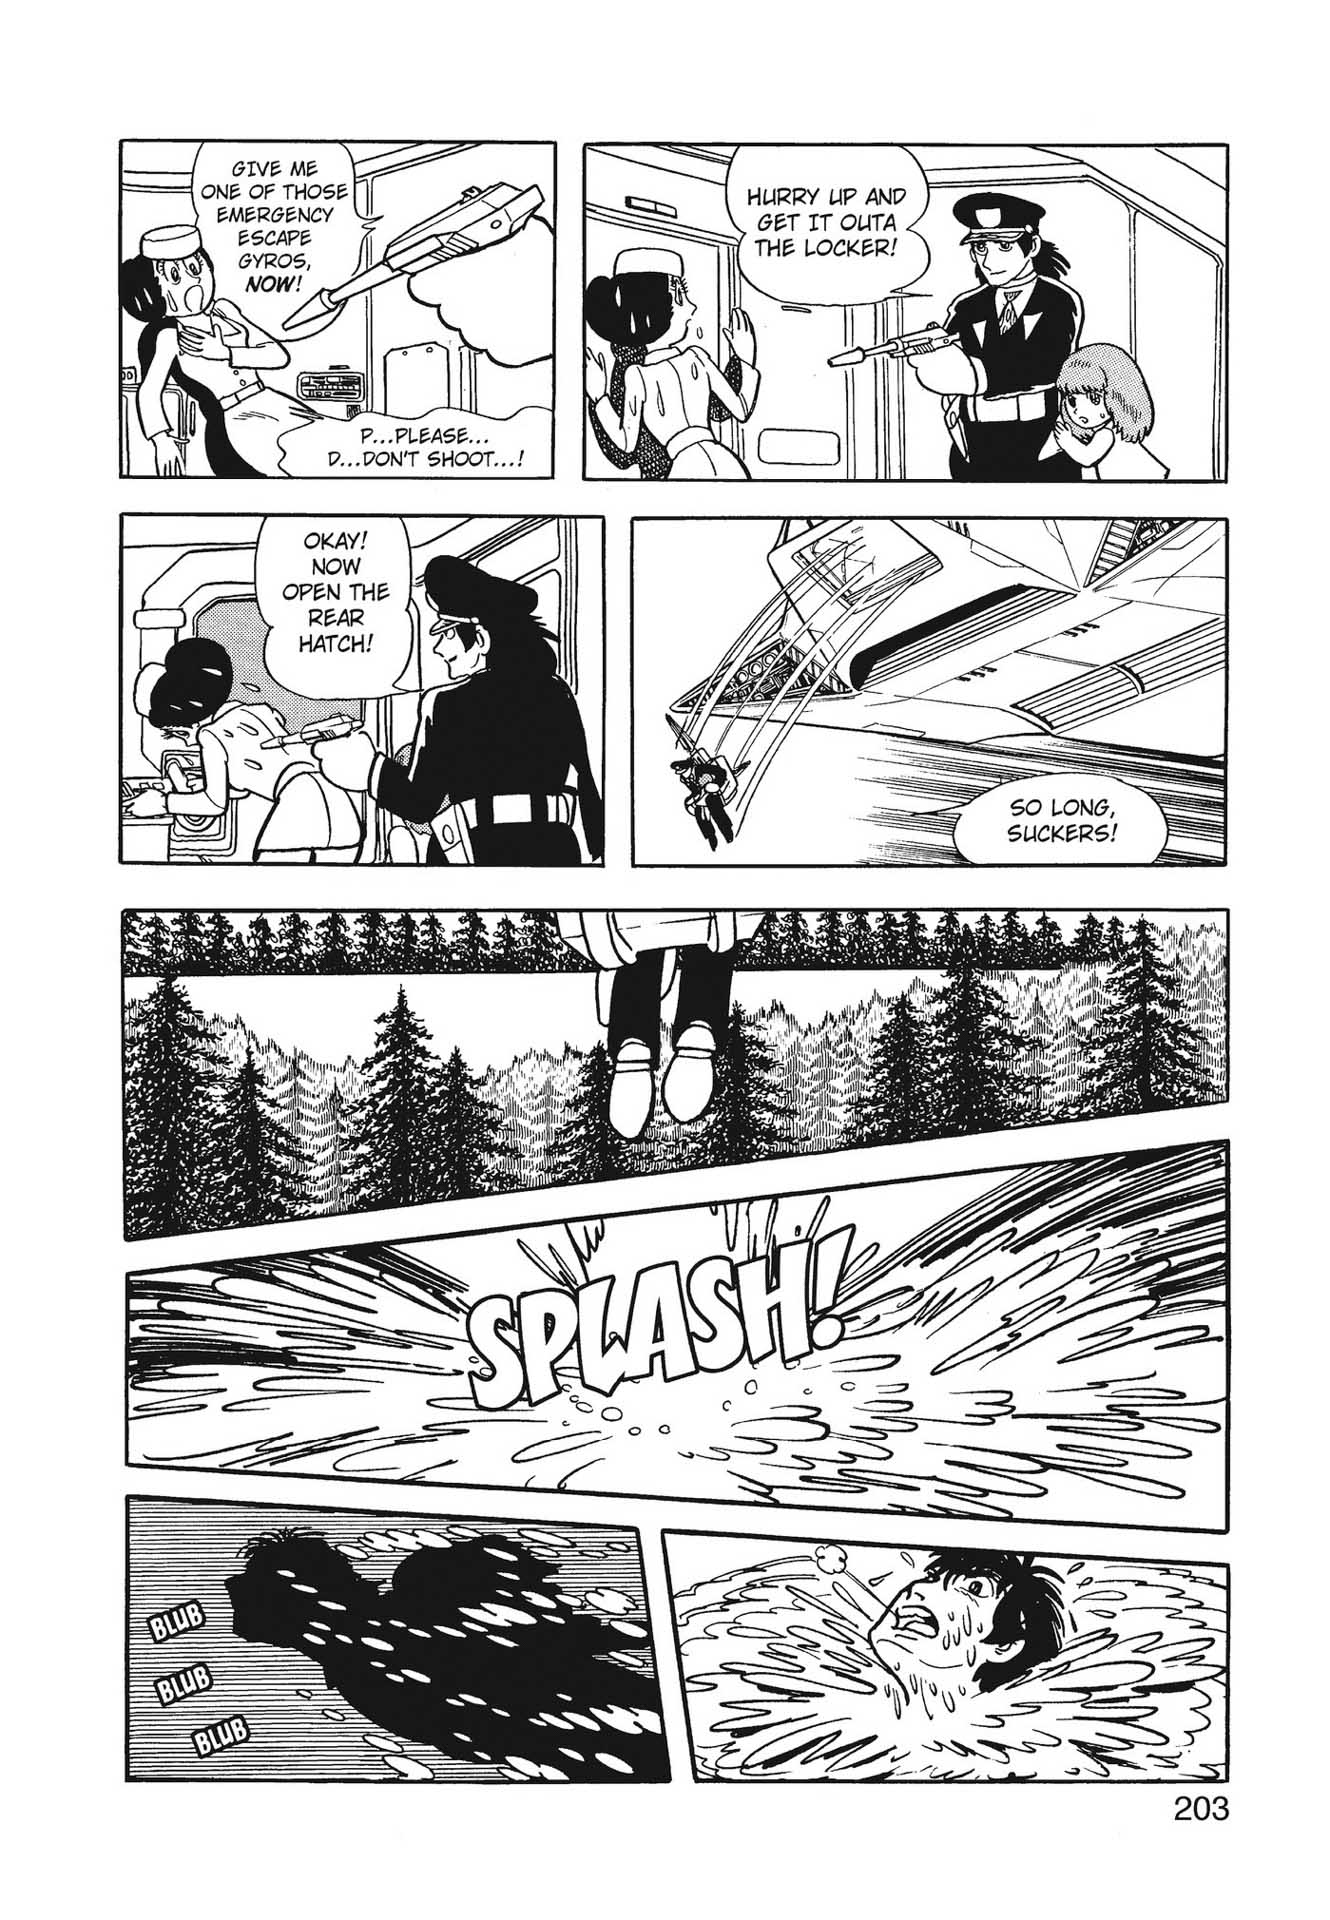 GIVE ME
ONE OF THOSE
EMERGENCY
ESCAPE
GYROS,
NOW!
P...PLEASE...
D...DON'T SHOOT...!
HURRY UP AND
GET IT OUTA
THE LOCKER!
OKAY!
NOW
OPEN THE
REAR
HATCH!
SO LONG,
SUCKERS!
SPLASH!
BLUB
BLUB
BLUB
203